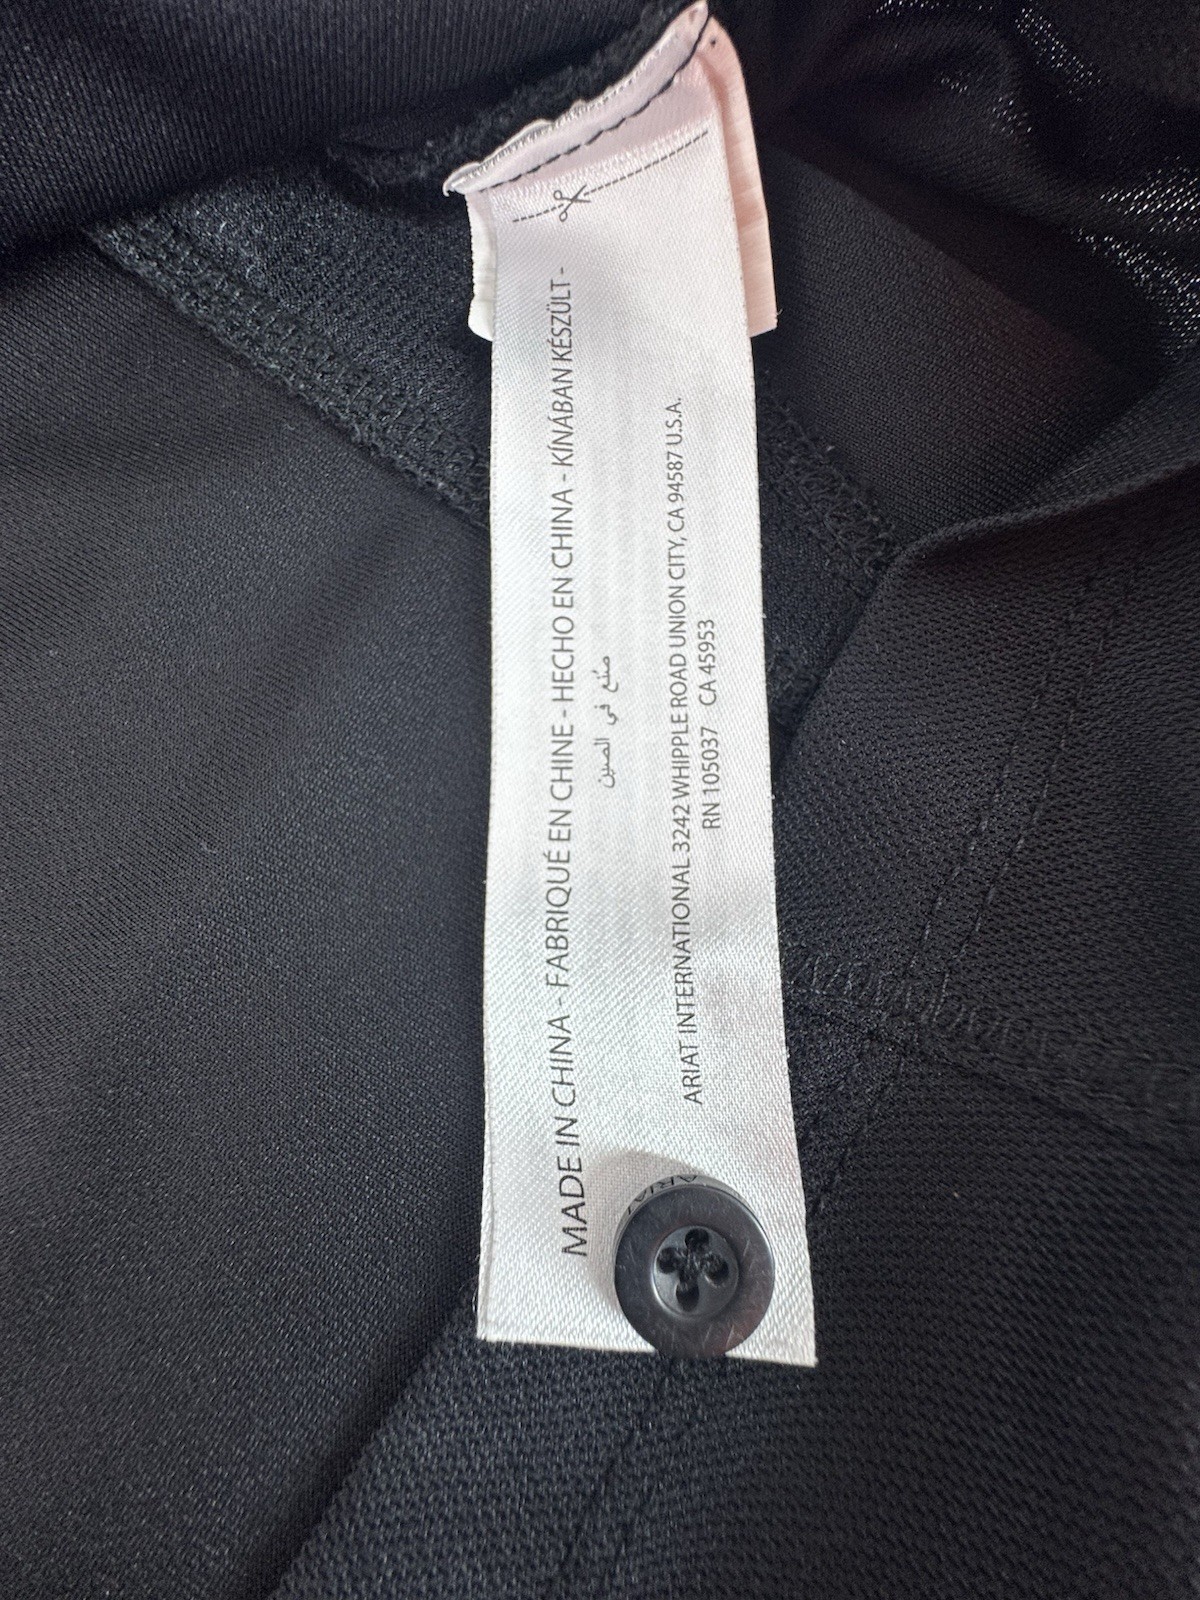 MADE IN CHINA - FABRIQUÉ EN CHINE - HECHO EN CHINA - KÍNÁBAN KÉSZÜLT -
صنع في الصين
ARIAT INTERNATIONAL 3242 WHIPPLE ROAD UNION CITY, CA 94587 U.S.A.
RN 105037 CA 45953
ARIAT